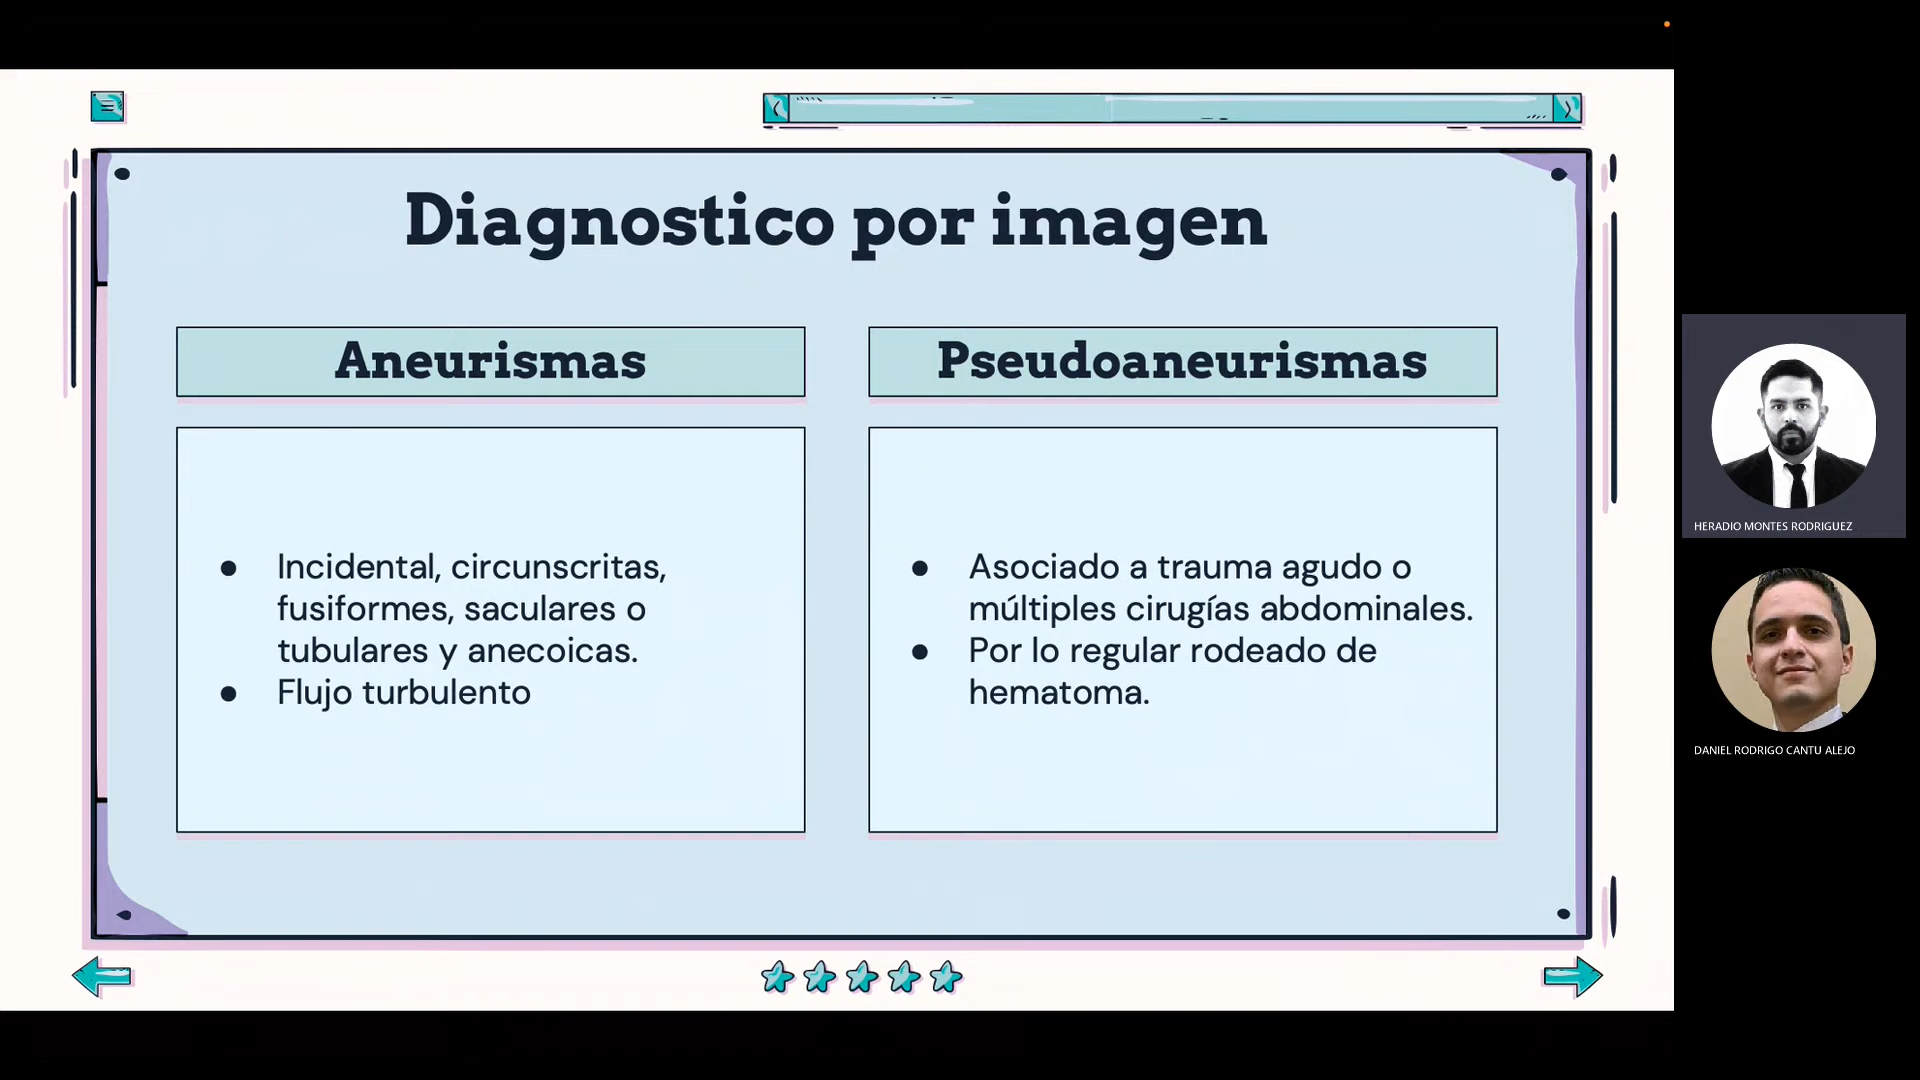 Diagnostico por imagen
Aneurismas
Pseudoaneurismas
● Incidental, circunscritas,
fusiformes, saculares o
tubulares y anecoicas.
● Flujo turbulento
● Asociado a trauma agudo o
múltiples cirugías abdominales.
● Por lo regular rodeado de
hematoma.
HERADIO MONTES RODRIGUEZ
DANIEL RODRIGO CANTU ALEJO